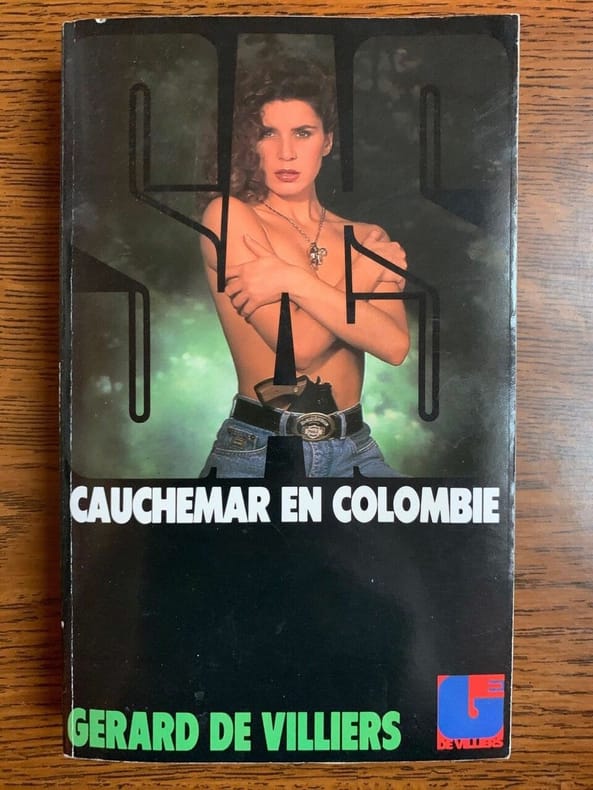 SAS
CAUCHEMAR EN COLOMBIE
GERARD DE VILLIERS
G
DE VILLIERS